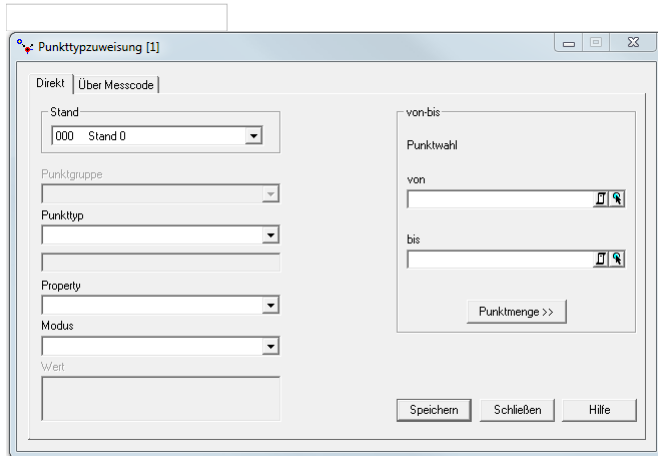 Punkttypzuweisung [1]
Direkt
Über Messcode
Stand
000 Stand 0
Punktgruppe
Punkttyp
Property
Modus
Wert
von-bis
Punktwahl
von
bis
Punktmenge >>
Speichern
Schließen
Hilfe